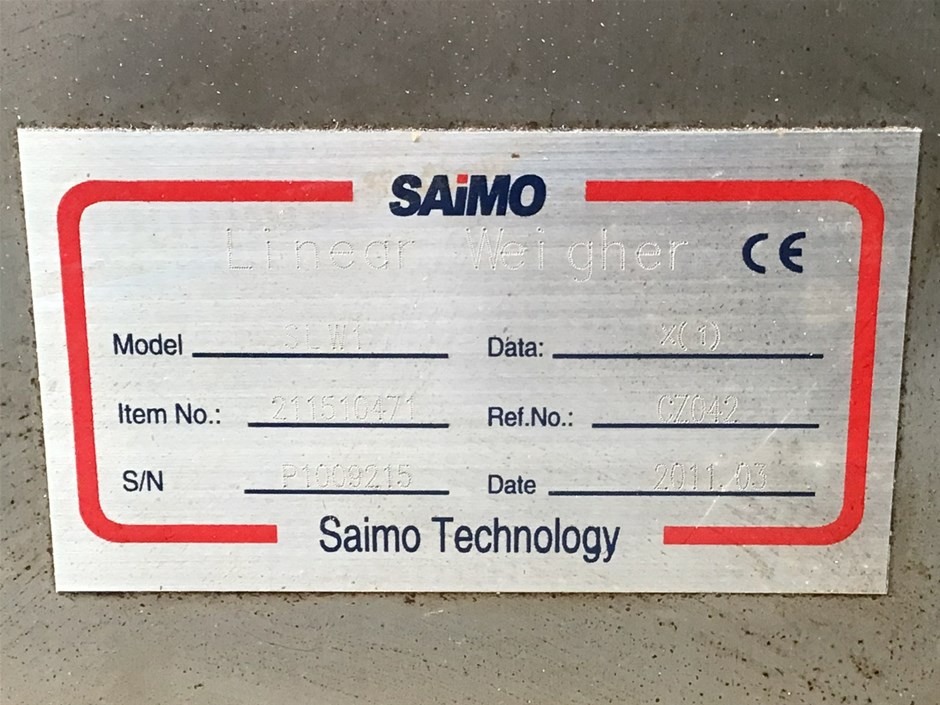 SAiMO
Linear Weigher CE
Model SLW1 Data: X(1)
Item No.: 211510471 Ref.No.: CZ042
S/N P1009215 Date 2011.03
Saimo Technology